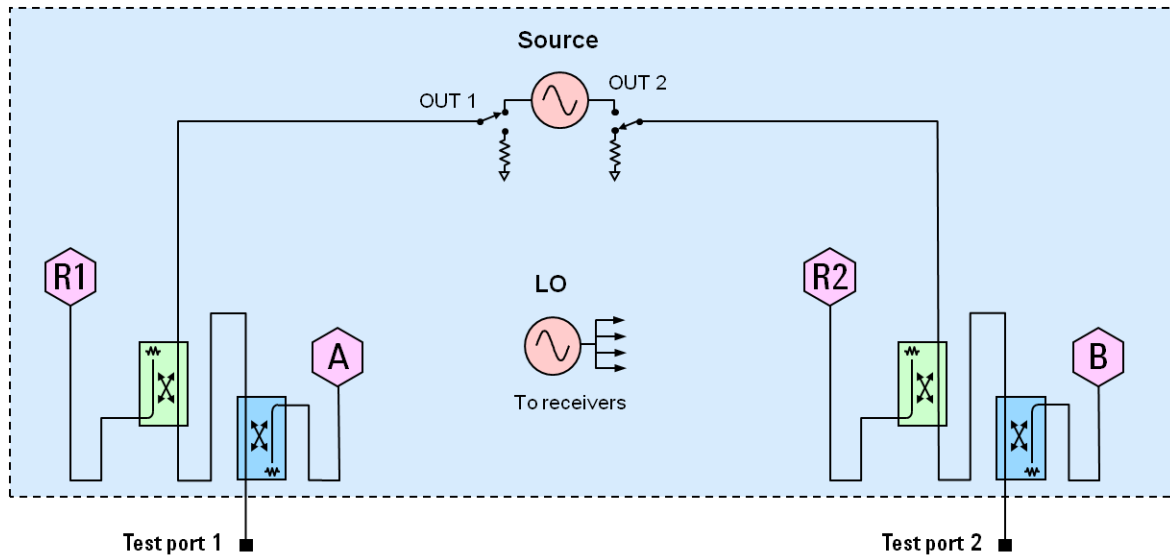 Source
OUT 1
OUT 2
R1
R2
LO
A
B
To receivers
Test port 1
Test port 2